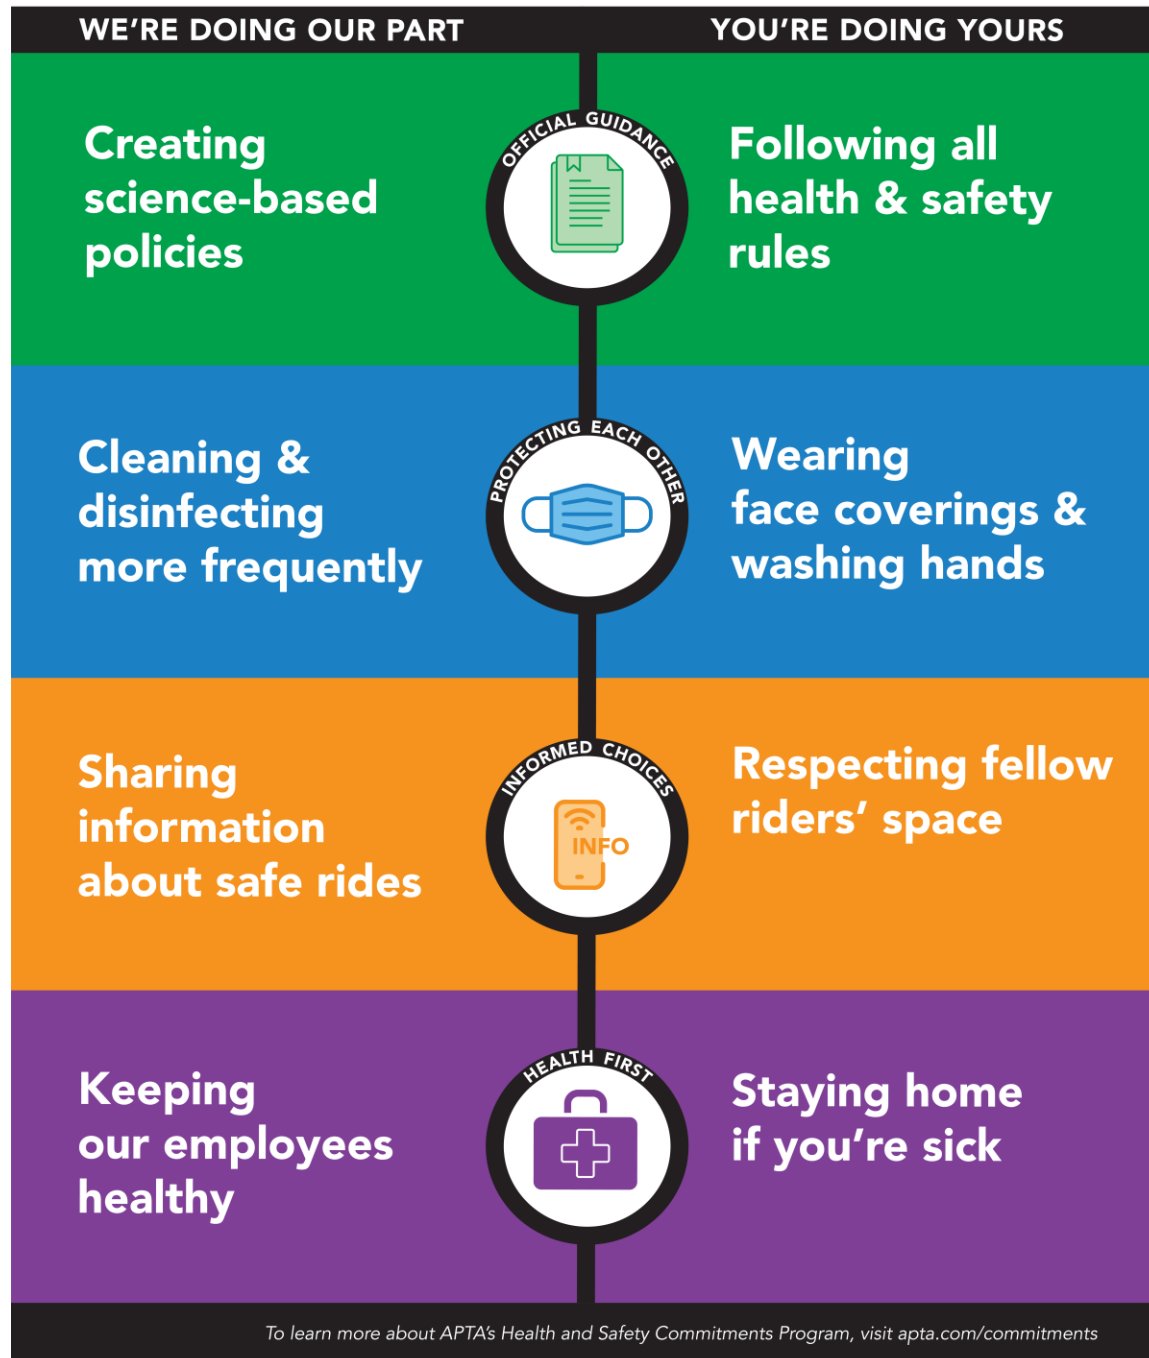 WE’RE DOING OUR PART
YOU’RE DOING YOURS
Creating
science-based
policies
OFFICIAL GUIDANCE
Following all
health & safety
rules
Cleaning &
disinfecting
more frequently
PROTECTING EACH OTHER
Wearing
face coverings &
washing hands
Sharing
information
about safe rides
INFORMED CHOICES
INFO
Respecting fellow
riders’ space
Keeping
our employees
healthy
HEALTH FIRST
Staying home
if you’re sick
To learn more about APTA’s Health and Safety Commitments Program, visit apta.com/commitments